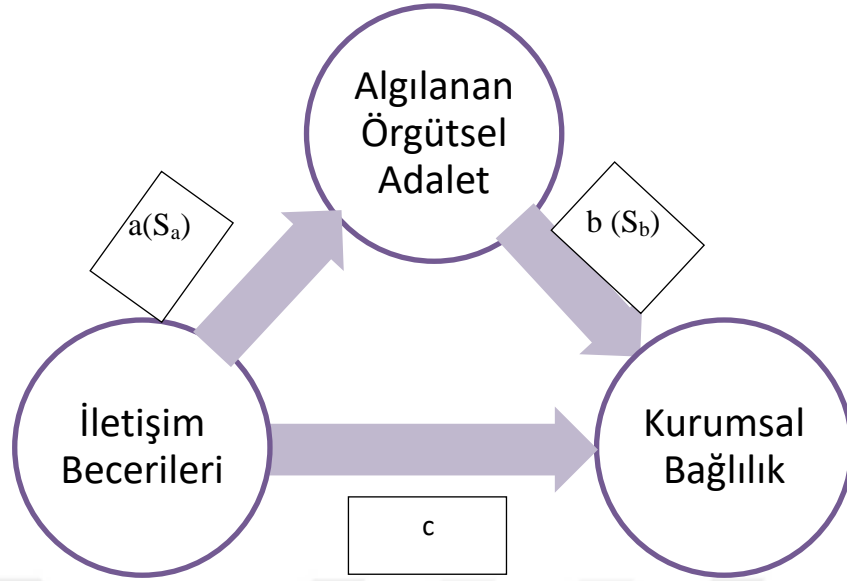 Algılanan
Örgütsel
Adalet
a(Sa)
b (Sb)
İletişim
Becerileri
Kurumsal
Bağlılık
c